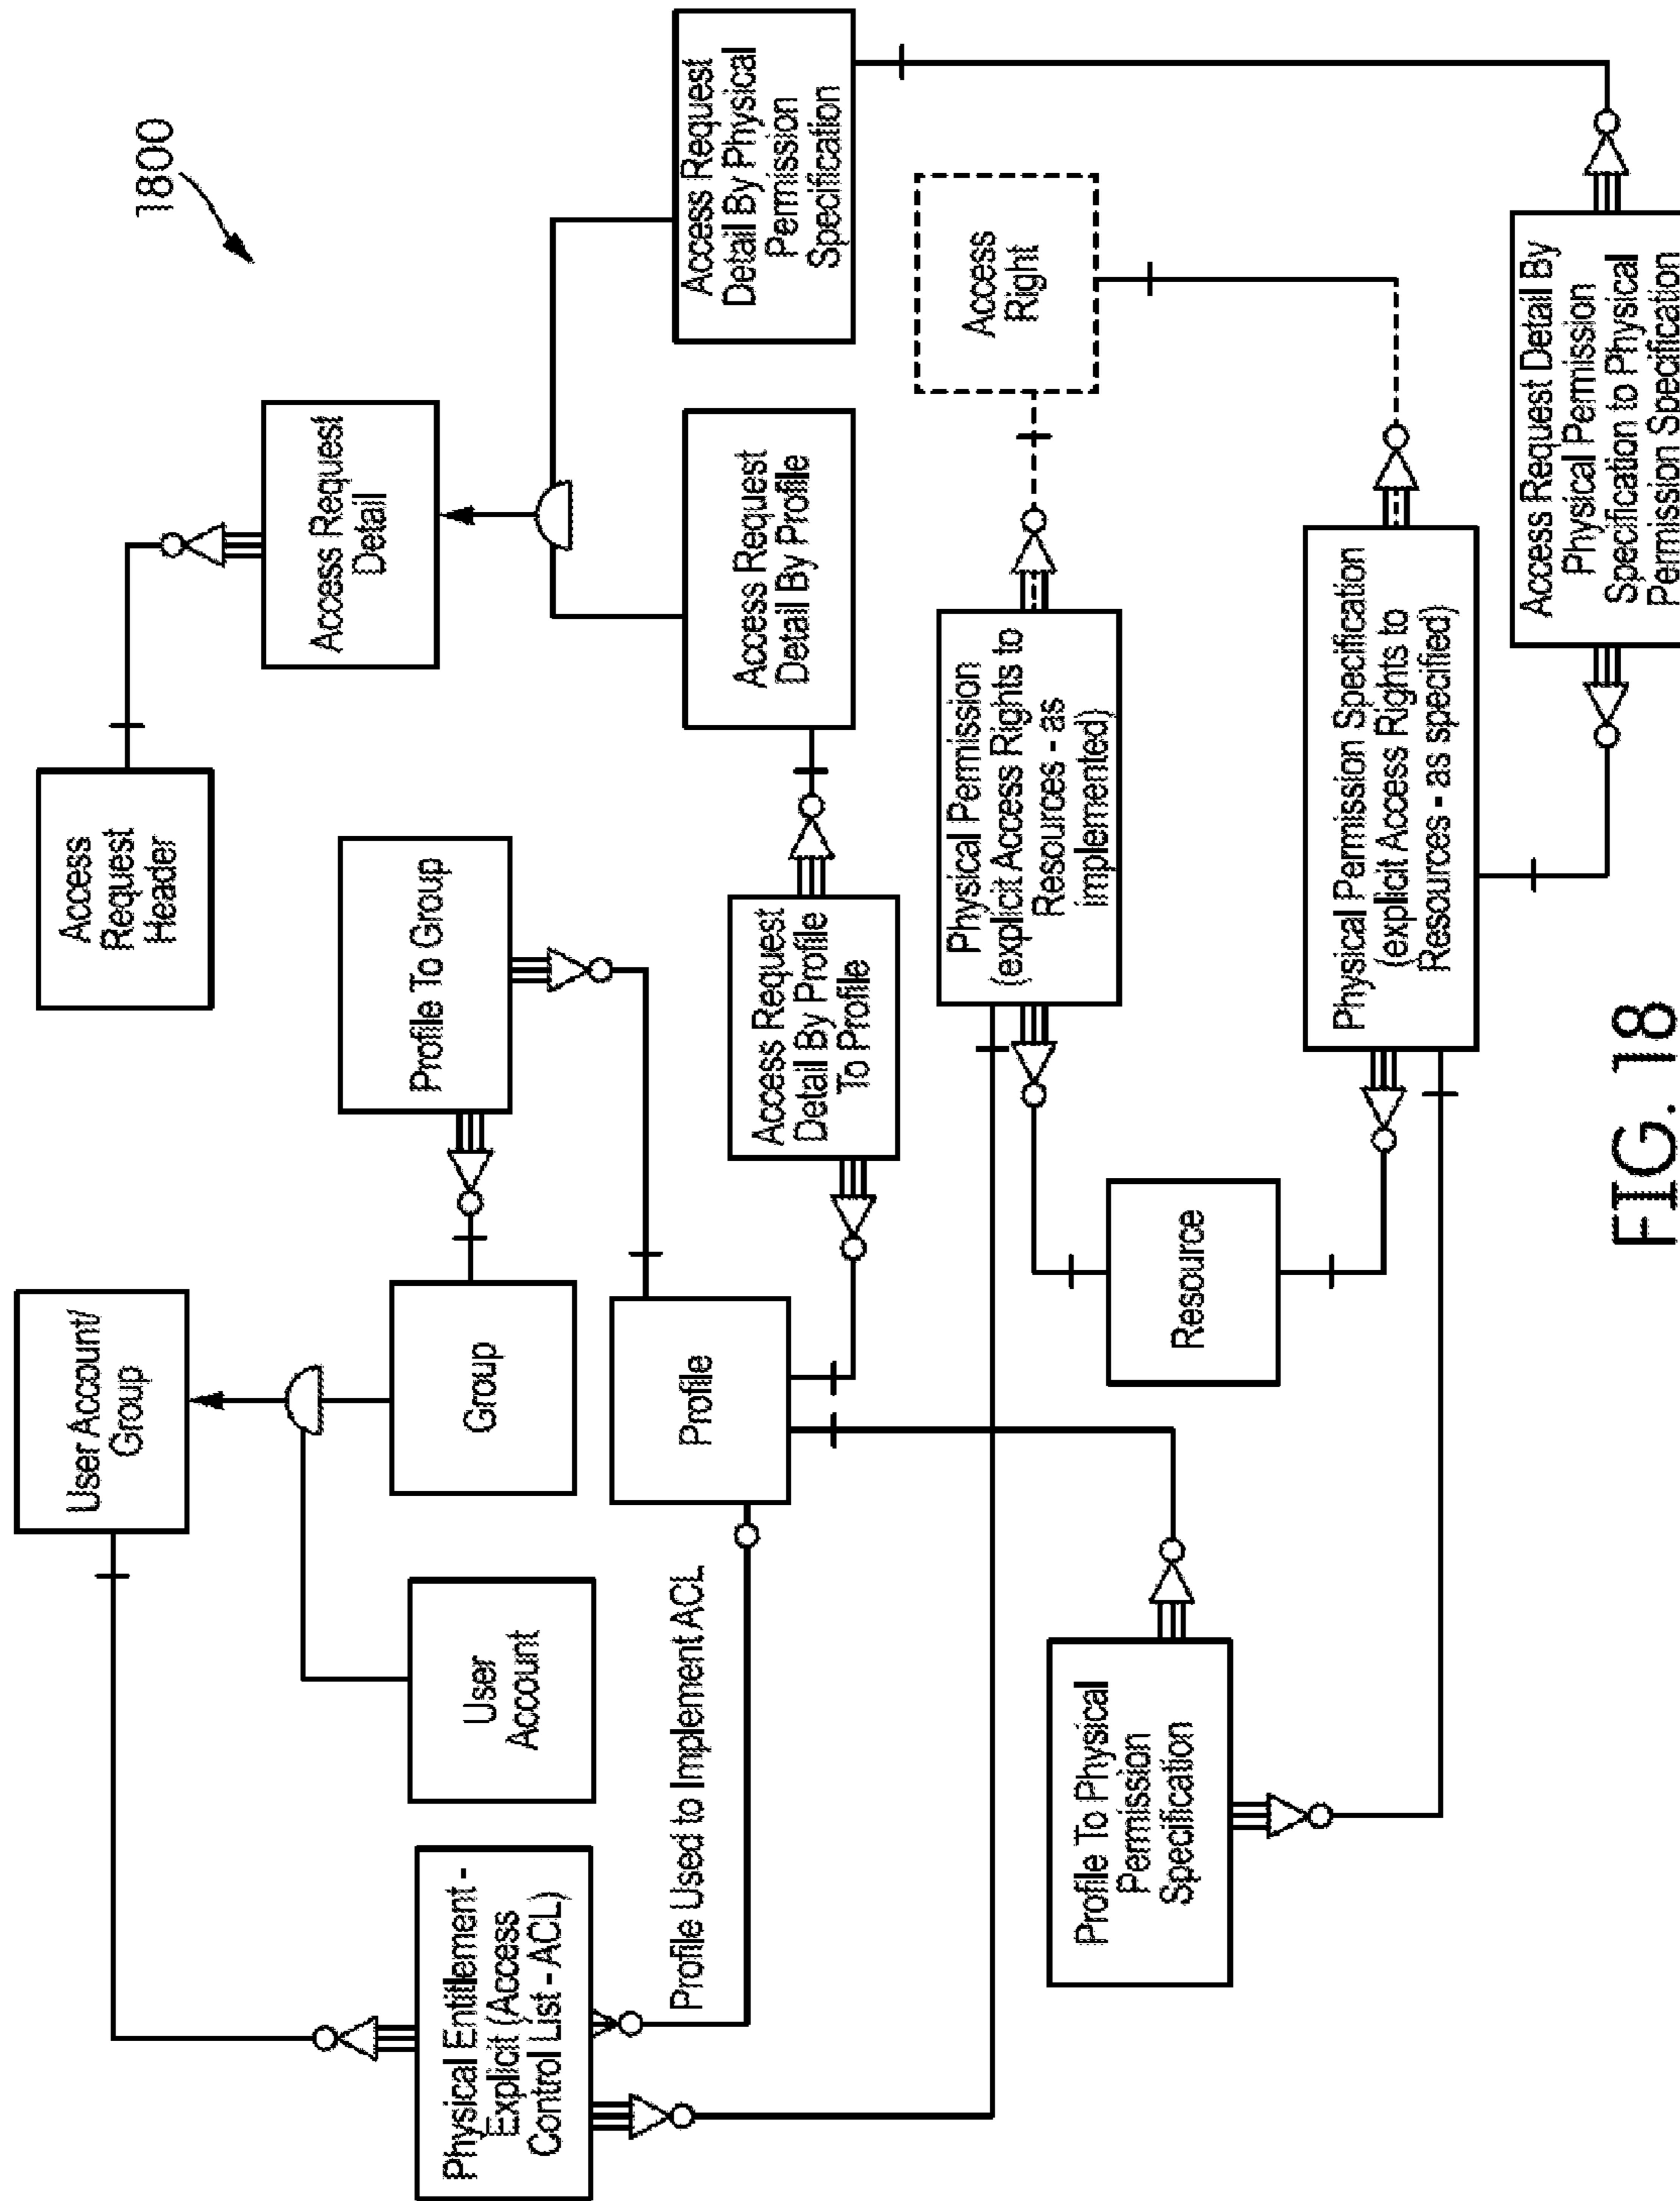 1800
User Account/
Group
Access
Request
Header
Access Request
Detail
User
Account
Group
Profile To Group
Physical Entitlement -
Explicit (Access
Control List - ACL)
Profile Used to Implement ACL
Profile
Access Request
Detail By Profile
To Profile
Access Request
Detail By Profile
Access Request
Detail By Physical
Permission
Specification
Physical Permission
(explicit Access Rights to
Resources - as
implemented)
Access
Right
Profile To Physical
Permission
Specification
Resource
Physical Permission Specification
(explicit Access Rights to
Resources - as specified)
Access Request Detail By
Physical Permission
Specification to Physical
Permission Specification
FIG. 18